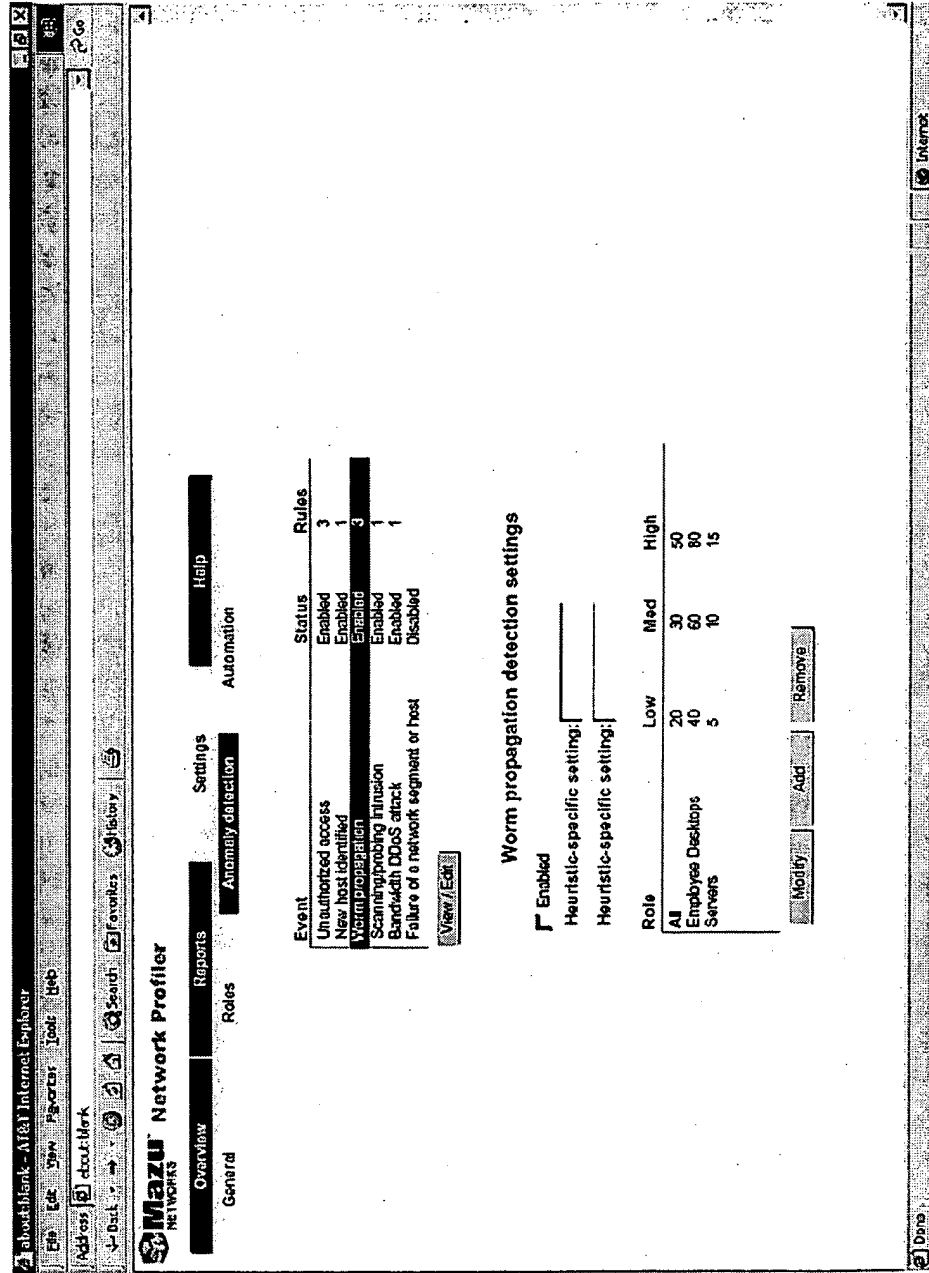 about:blank - AT&T Internet Explorer
File Edit View Favorites Tools Help
Address about:blank Go
Back Search Favorites History
Mazu™ Network Profiler
NETWORKS
Overview Reports Settings Help
General Roles Anomaly detection Automation
Event Status Rules
Unauthorized access Enabled 3
New host identified Enabled 1
Worm propagation Enabled 3
Scanning/probing intrusion Enabled 1
Bandwidth DDoS attack Enabled 1
Failure of a network segment or host Disabled
View / Edit
Worm propagation detection settings
Enabled
Heuristic-specific setting:
Heuristic-specific setting:
Role Low Med High
All 20 30 50
Employee Desktops 40 60 80
Servers 5 10 15
Modify Add Remove
Done Internet